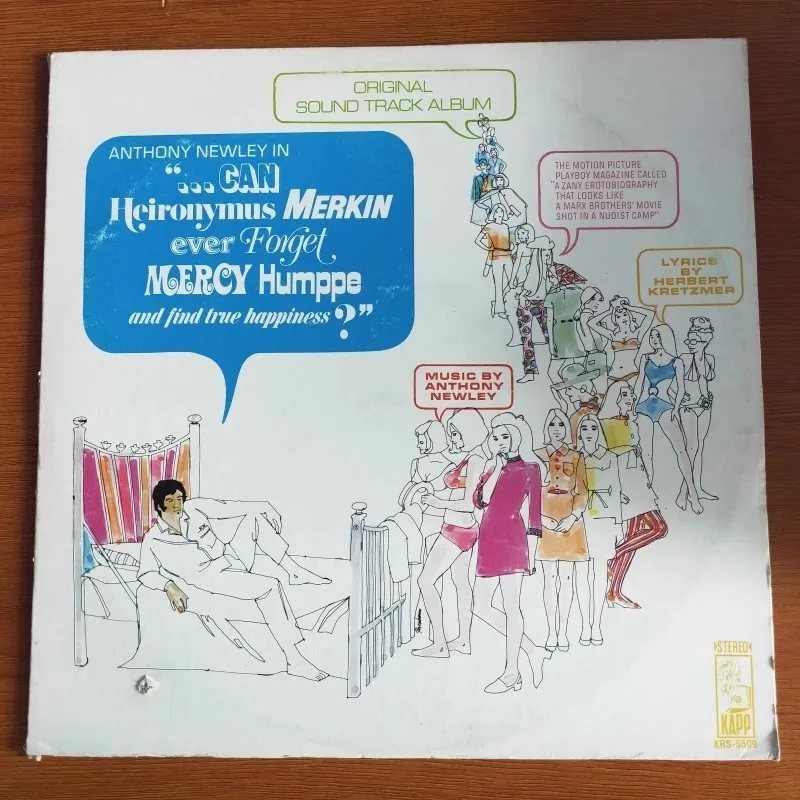 ORIGINAL
SOUND TRACK ALBUM
ANTHONY NEWLEY IN
"...CAN
Heironymus MERKIN
ever Forget
MERCY Humppe
and find true happiness?"
THE MOTION PICTURE
PLAYBOY MAGAZINE CALLED
"A ZANY EROTOBIOGRAPHY
THAT LOOKS LIKE
A MARX BROTHERS' MOVIE
SHOT IN A NUDIST CAMP"
LYRICS
BY
HERBERT
KRETZMER
MUSIC BY
ANTHONY
NEWLEY
STEREO
KAPP
KRS-5509